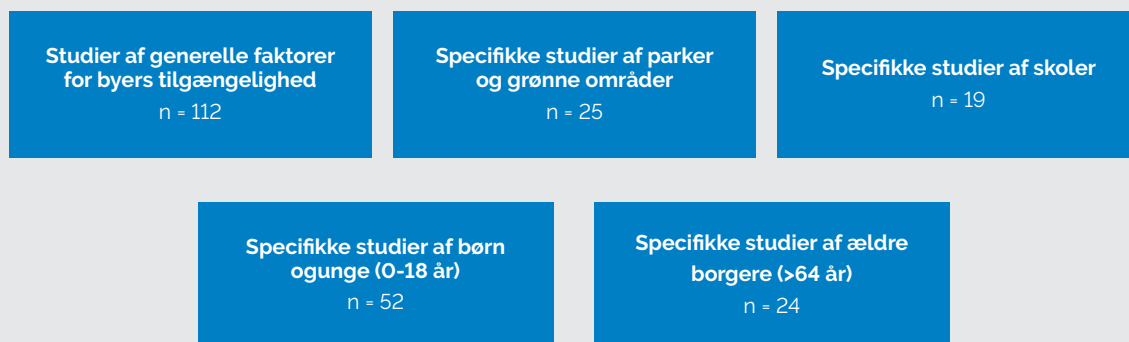 Studier af generelle faktorer
for byers tilgængelighed
n = 112
Specifikke studier af parker
og grønne områder
n = 25
Specifikke studier af skoler
n = 19
Specifikke studier af børn
ogunge (0-18 år)
n = 52
Specifikke studier af ældre
borgere (>64 år)
n = 24